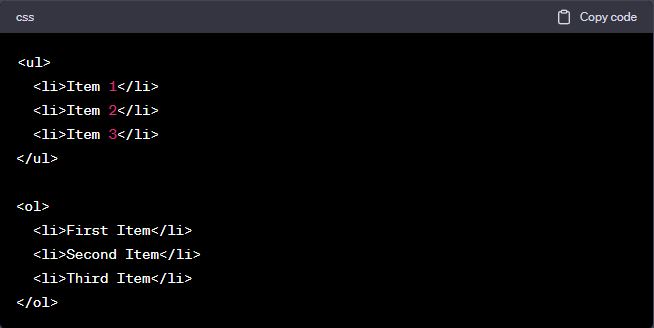 css Copy code
<ul>
  <li>Item 1</li>
  <li>Item 2</li>
  <li>Item 3</li>
</ul>

<ol>
  <li>First Item</li>
  <li>Second Item</li>
  <li>Third Item</li>
</ol>